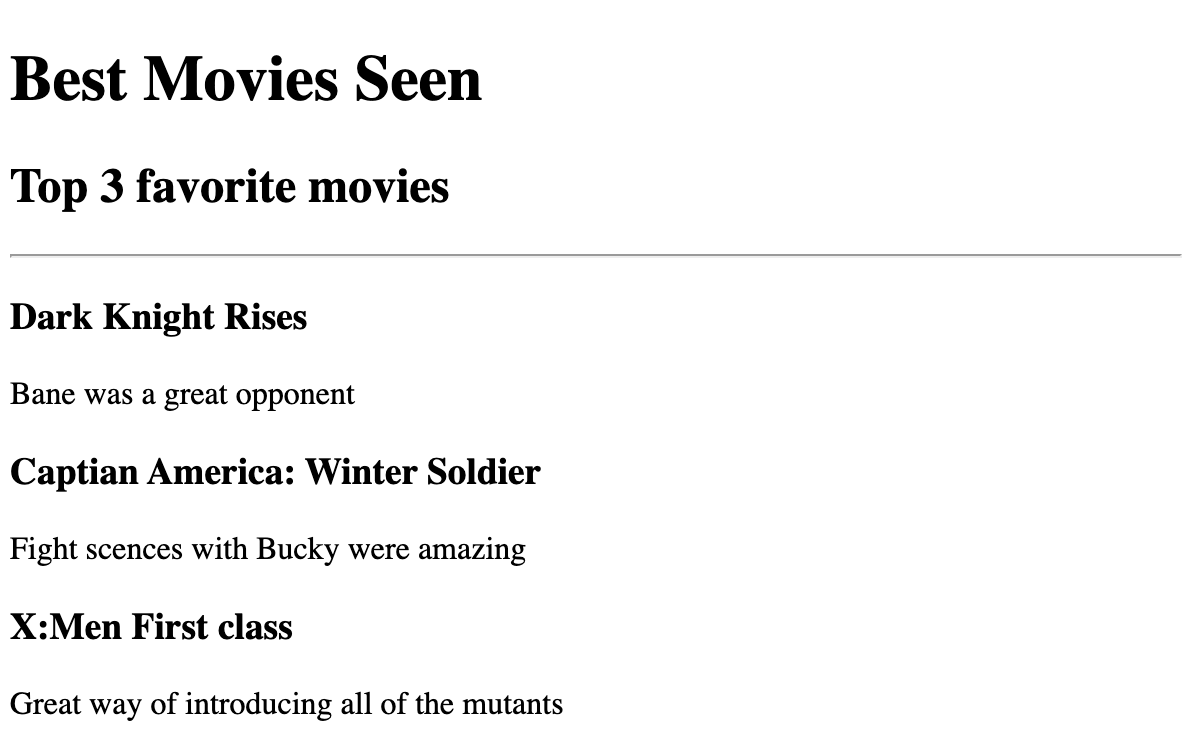 Best Movies Seen
Top 3 favorite movies
Dark Knight Rises
Bane was a great opponent
Captian America: Winter Soldier
Fight scences with Bucky were amazing
X:Men First class
Great way of introducing all of the mutants